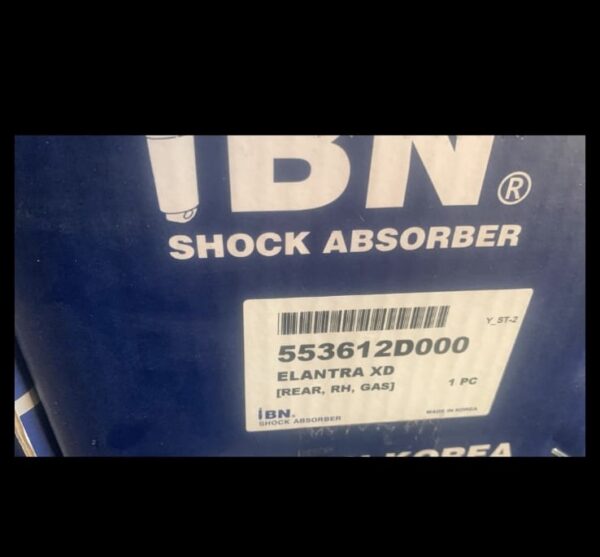 iBN®
SHOCK ABSORBER
Y_ST-2
553612D000
ELANTRA XD
[REAR, RH, GAS]
1 PC
iBN.
SHOCK ABSORBER
MADE IN KOREA
KOREA